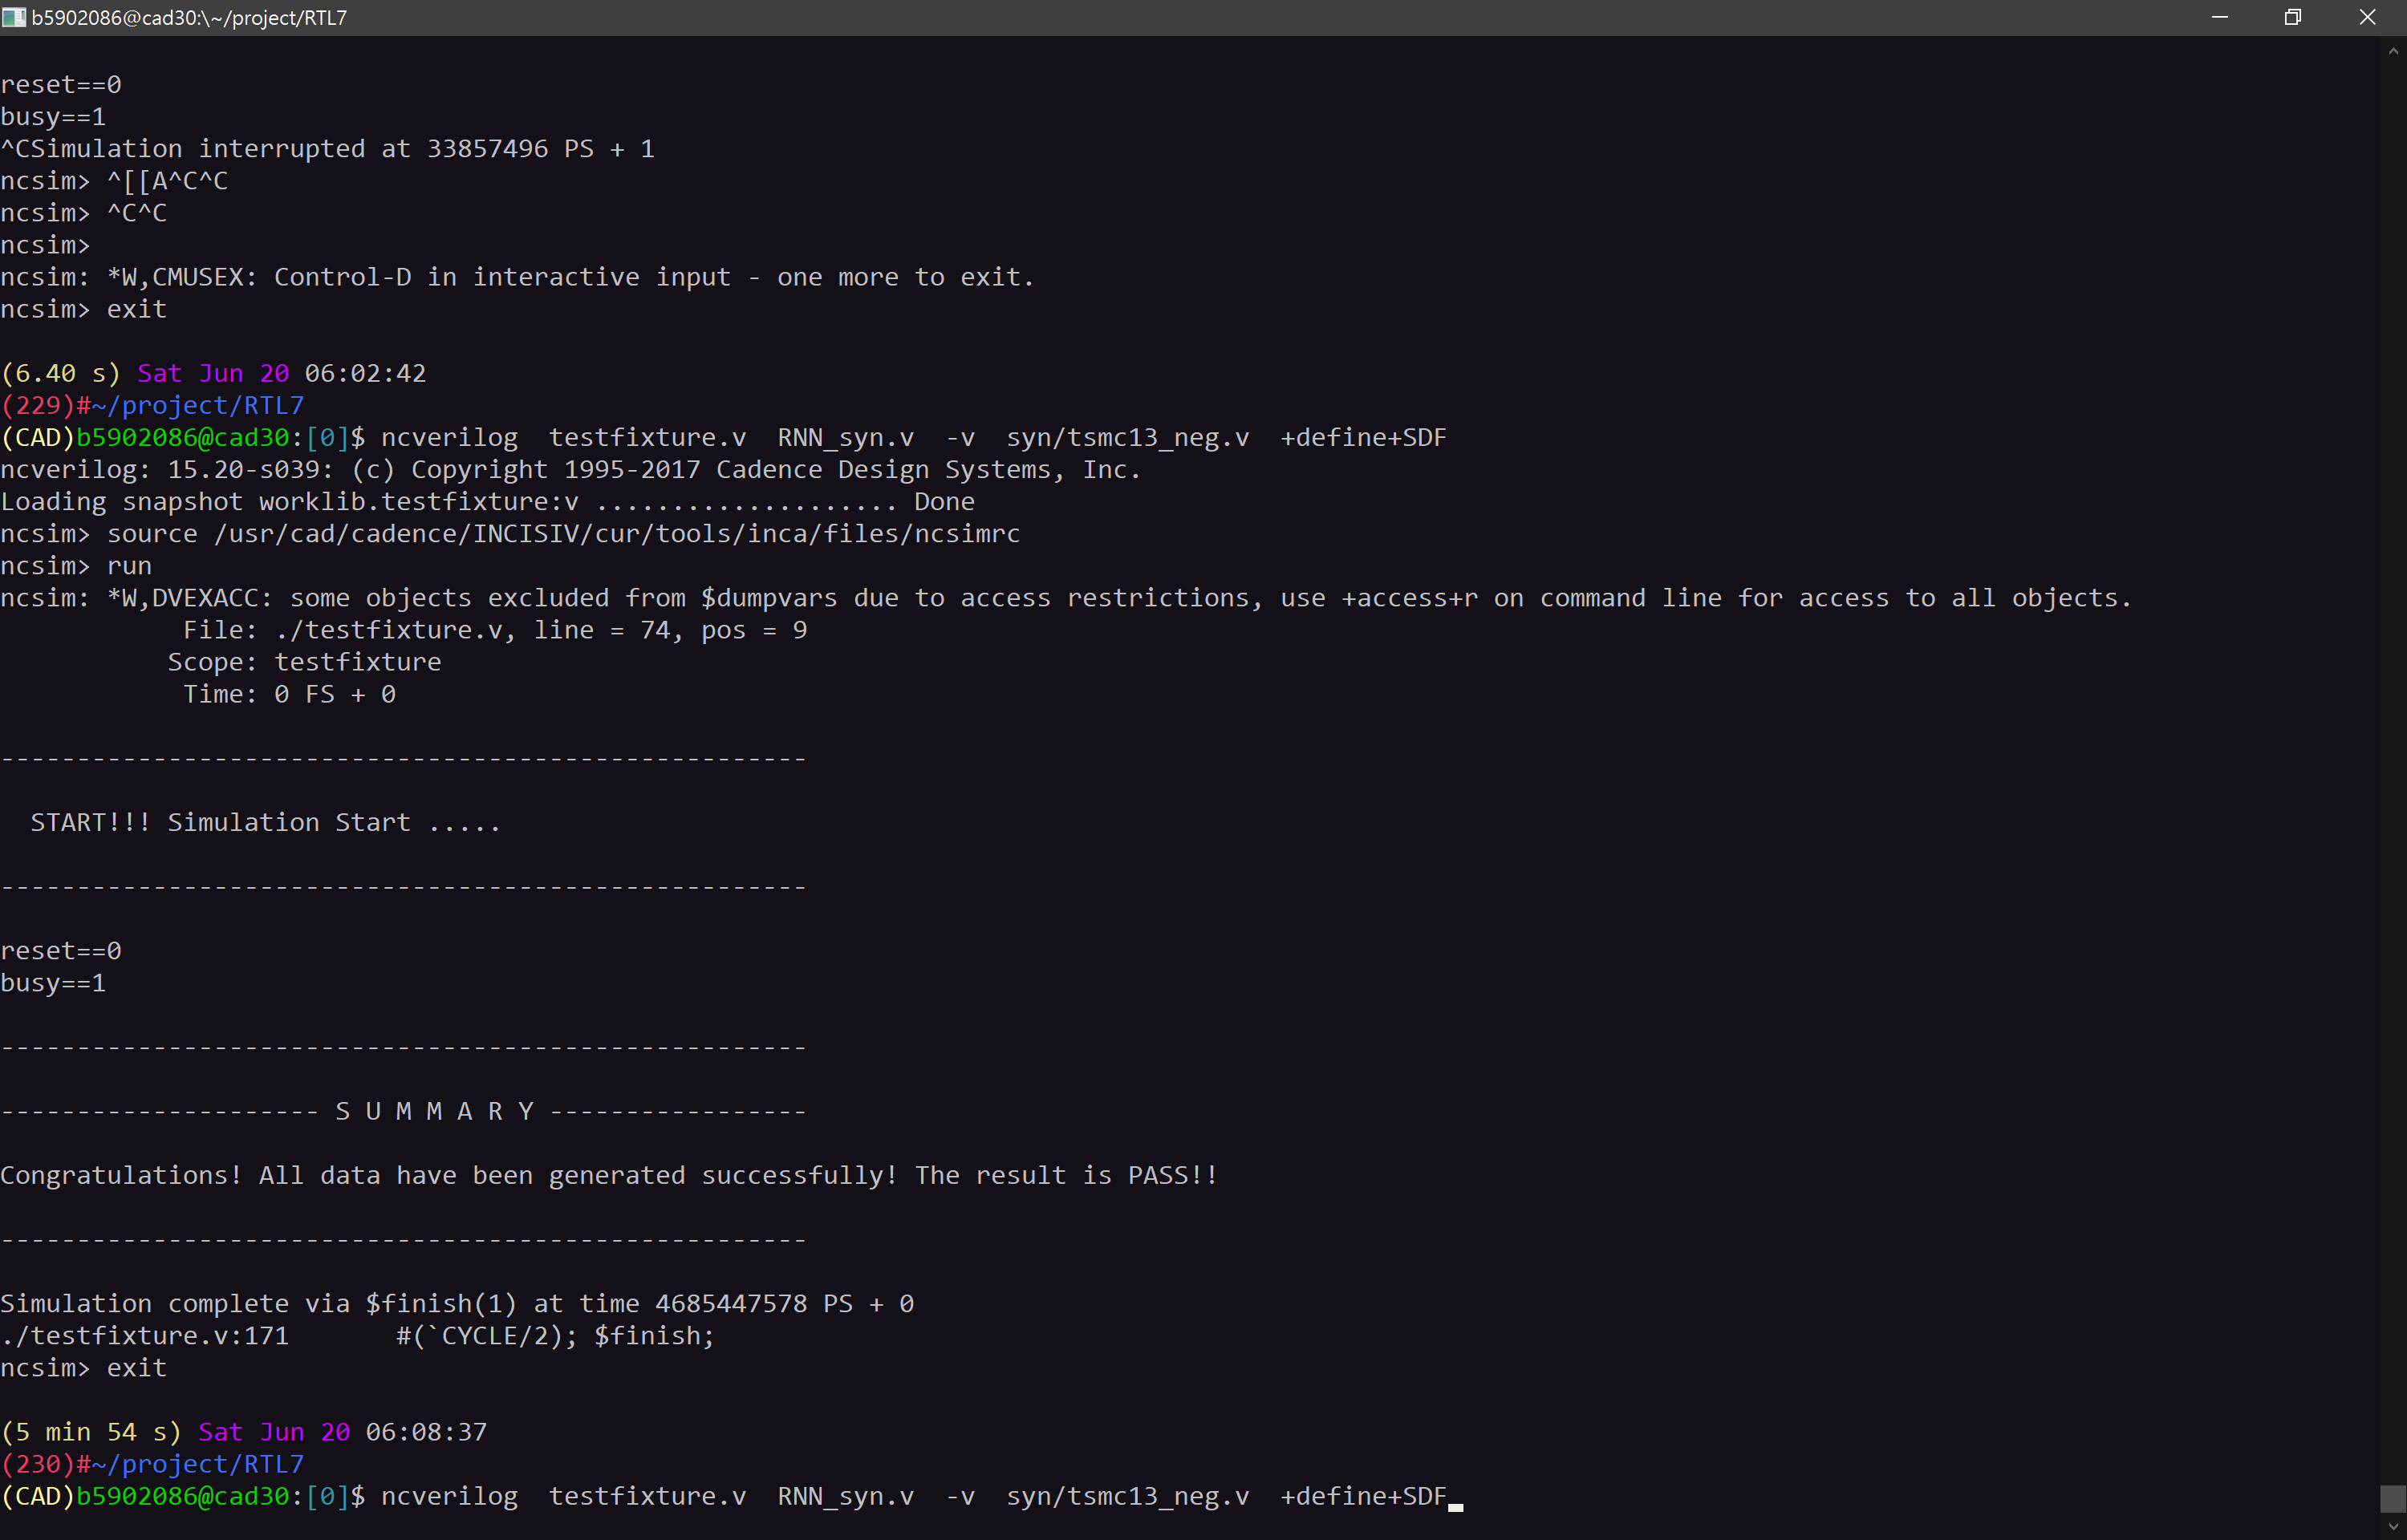 b5902086@cad30:\~/project/RTL7
reset==0
busy==1
^CSimulation interrupted at 33857496 PS + 1
ncsim> ^[[A^C^C
ncsim> ^C^C
ncsim>
ncsim: *W,CMUSEX: Control-D in interactive input - one more to exit.
ncsim> exit
(6.40 s) Sat Jun 20 06:02:42
(229)#~/project/RTL7
(CAD)b5902086@cad30:[0]$ ncverilog  testfixture.v  RNN_syn.v  -v  syn/tsmc13_neg.v  +define+SDF
ncverilog: 15.20-s039: (c) Copyright 1995-2017 Cadence Design Systems, Inc.
Loading snapshot worklib.testfixture:v .................... Done
ncsim> source /usr/cad/cadence/INCISIV/cur/tools/inca/files/ncsimrc
ncsim> run
ncsim: *W,DVEXACC: some objects excluded from $dumpvars due to access restrictions, use +access+r on command line for access to all objects.
            File: ./testfixture.v, line = 74, pos = 9
           Scope: testfixture
            Time: 0 FS + 0
-----------------------------------------------------
  START!!! Simulation Start .....
-----------------------------------------------------
reset==0
busy==1
-----------------------------------------------------
--------------------- S U M M A R Y -----------------
Congratulations! All data have been generated successfully! The result is PASS!!
-----------------------------------------------------
Simulation complete via $finish(1) at time 4685447578 PS + 0
./testfixture.v:171       #(`CYCLE/2); $finish;
ncsim> exit
(5 min 54 s) Sat Jun 20 06:08:37
(230)#~/project/RTL7
(CAD)b5902086@cad30:[0]$ ncverilog  testfixture.v  RNN_syn.v  -v  syn/tsmc13_neg.v  +define+SDF